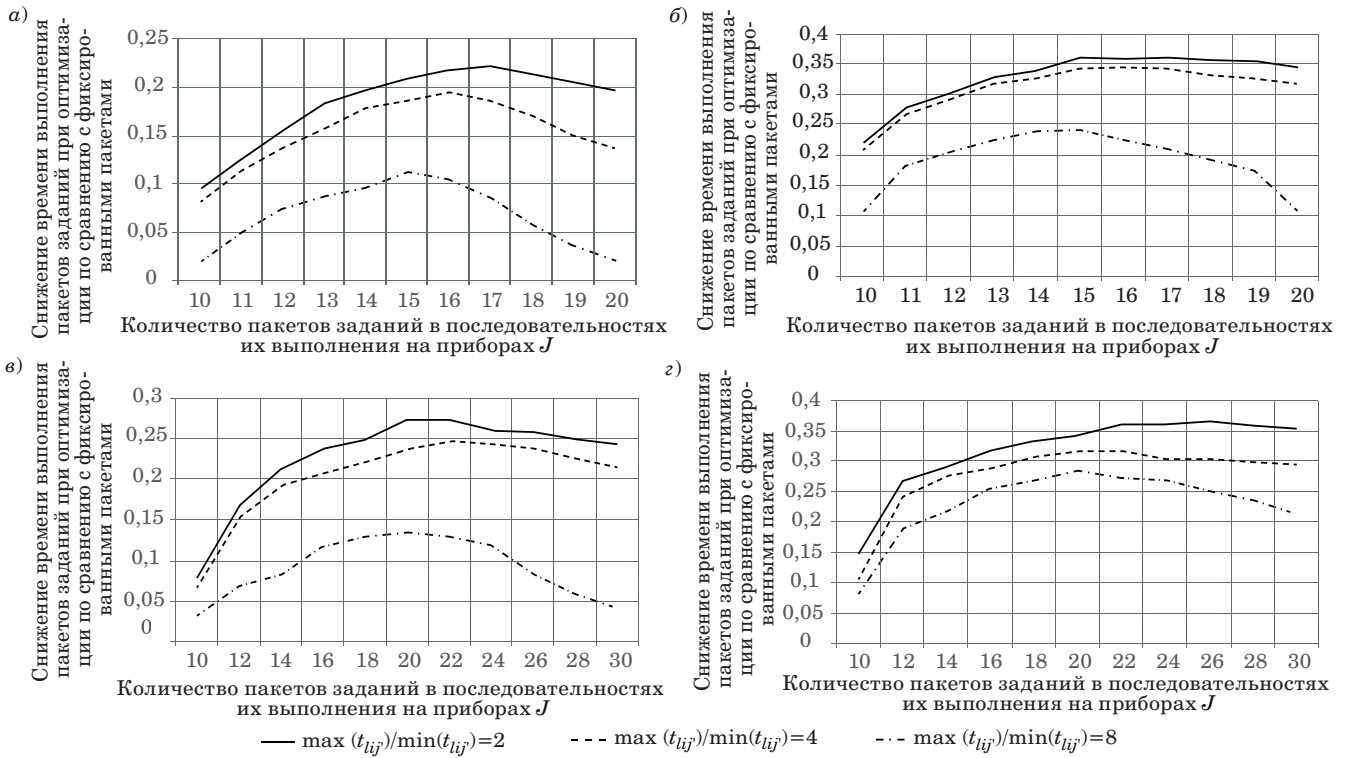 а)
Снижение времени выполнения
пакетов заданий при оптимиза-
ции по сравнению с фиксиро-
ванными пакетами
0,25
0,2
0,15
0,1
0,05
0
10 11 12 13 14 15 16 17 18 19 20
Количество пакетов заданий в последовательностях
их выполнения на приборах J
б)
Снижение времени выполнения
пакетов заданий при оптимиза-
ции по сравнению с фиксиро-
ванными пакетами
0,4
0,35
0,3
0,25
0,2
0,15
0,1
0,05
0
10 11 12 13 14 15 16 17 18 19 20
Количество пакетов заданий в последовательностях
их выполнения на приборах J
в)
Снижение времени выполнения
пакетов заданий при оптимиза-
ции по сравнению с фиксиро-
ванными пакетами
0,3
0,25
0,2
0,15
0,1
0,05
0
10 12 14 16 18 20 22 24 26 28 30
Количество пакетов заданий в последовательностях
их выполнения на приборах J
г)
Снижение времени выполнения
пакетов заданий при оптимиза-
ции по сравнению с фиксиро-
ванными пакетами
0,4
0,35
0,3
0,25
0,2
0,15
0,1
0,05
0
10 12 14 16 18 20 22 24 26 28 30
Количество пакетов заданий в последовательностях
их выполнения на приборах J
max (t_lij')/min(t_lij')=2
max (t_lij')/min(t_lij')=4
max (t_lij')/min(t_lij')=8